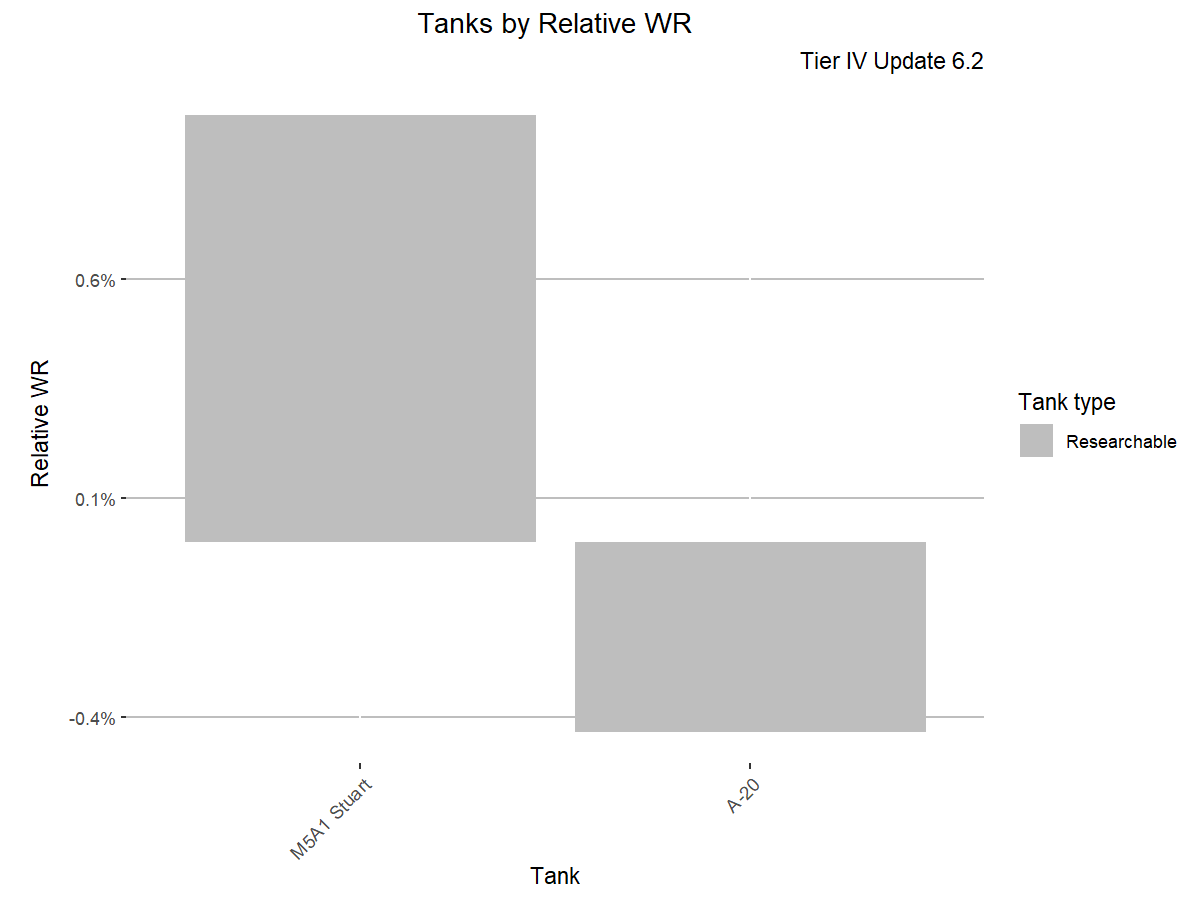 Tanks by Relative WR
Tier IV Update 6.2
Relative WR
0.6%
0.1%
-0.4%
M5A1 Stuart
A-20
Tank
Tank type
Researchable